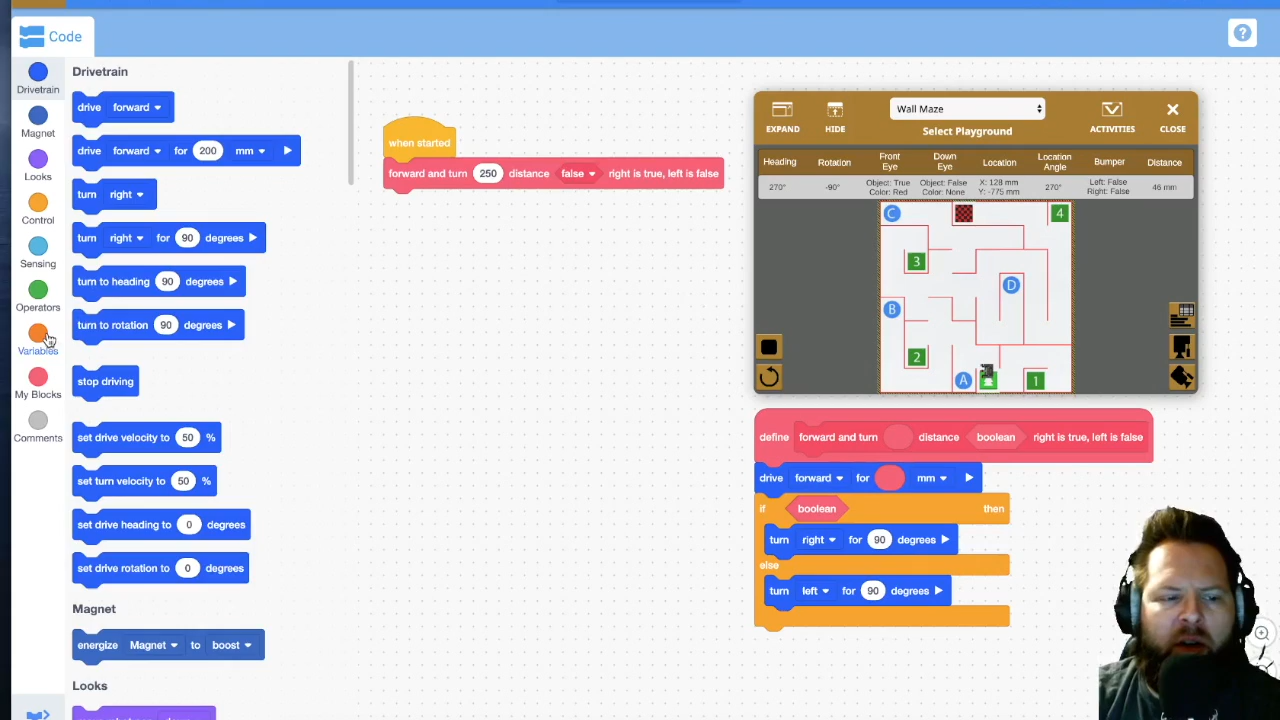 Code
?
Drivetrain
Magnet
Looks
Control
Sensing
Operators
Variables
My Blocks
Comments
Drivetrain
drive forward
drive forward for 200 mm
turn right
turn right for 90 degrees
turn to heading 90 degrees
turn to rotation 90 degrees
stop driving
set drive velocity to 50 %
set turn velocity to 50 %
set drive heading to 0 degrees
set drive rotation to 0 degrees
Magnet
energize Magnet to boost
Looks
when started
forward and turn 250 distance false right is true, left is false
EXPAND
HIDE
Wall Maze
Select Playground
ACTIVITIES
CLOSE
Heading Rotation Front Eye Down Eye Location Location Angle Bumper Distance
270° -90° Object: True Color: Red Object: False Color: None X: 128 mm Y: -775 mm 270° Left: False Right: False 46 mm
C
4
3
D
B
2
A
1
define forward and turn distance boolean right is true, left is false
drive forward for mm
if boolean then
turn right for 90 degrees
else
turn left for 90 degrees